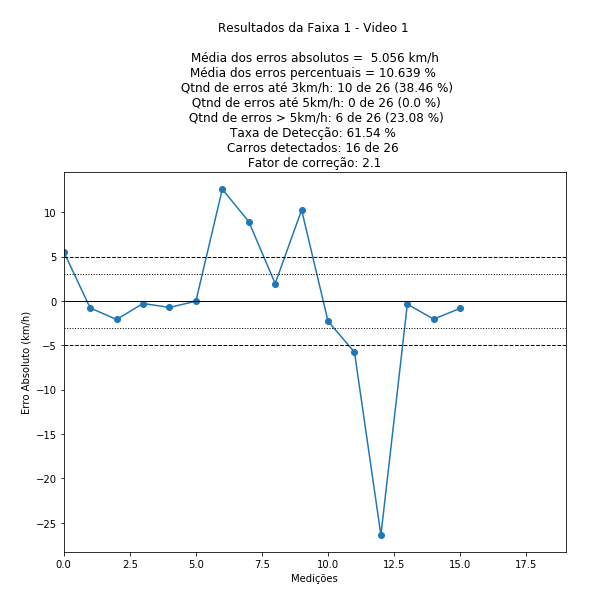 Resultados da Faixa 1 - Video 1
Média dos erros absolutos =  5.056 km/h
Média dos erros percentuais = 10.639 %
Qtnd de erros até 3km/h: 10 de 26 (38.46 %)
Qtnd de erros até 5km/h: 0 de 26 (0.0 %)
Qtnd de erros > 5km/h: 6 de 26 (23.08 %)
Taxa de Detecção: 61.54 %
Carros detectados: 16 de 26
Fator de correção: 2.1
10
5
0
−5
−10
−15
−20
−25
Erro Absoluto (km/h)
0.0 2.5 5.0 7.5 10.0 12.5 15.0 17.5
Medições